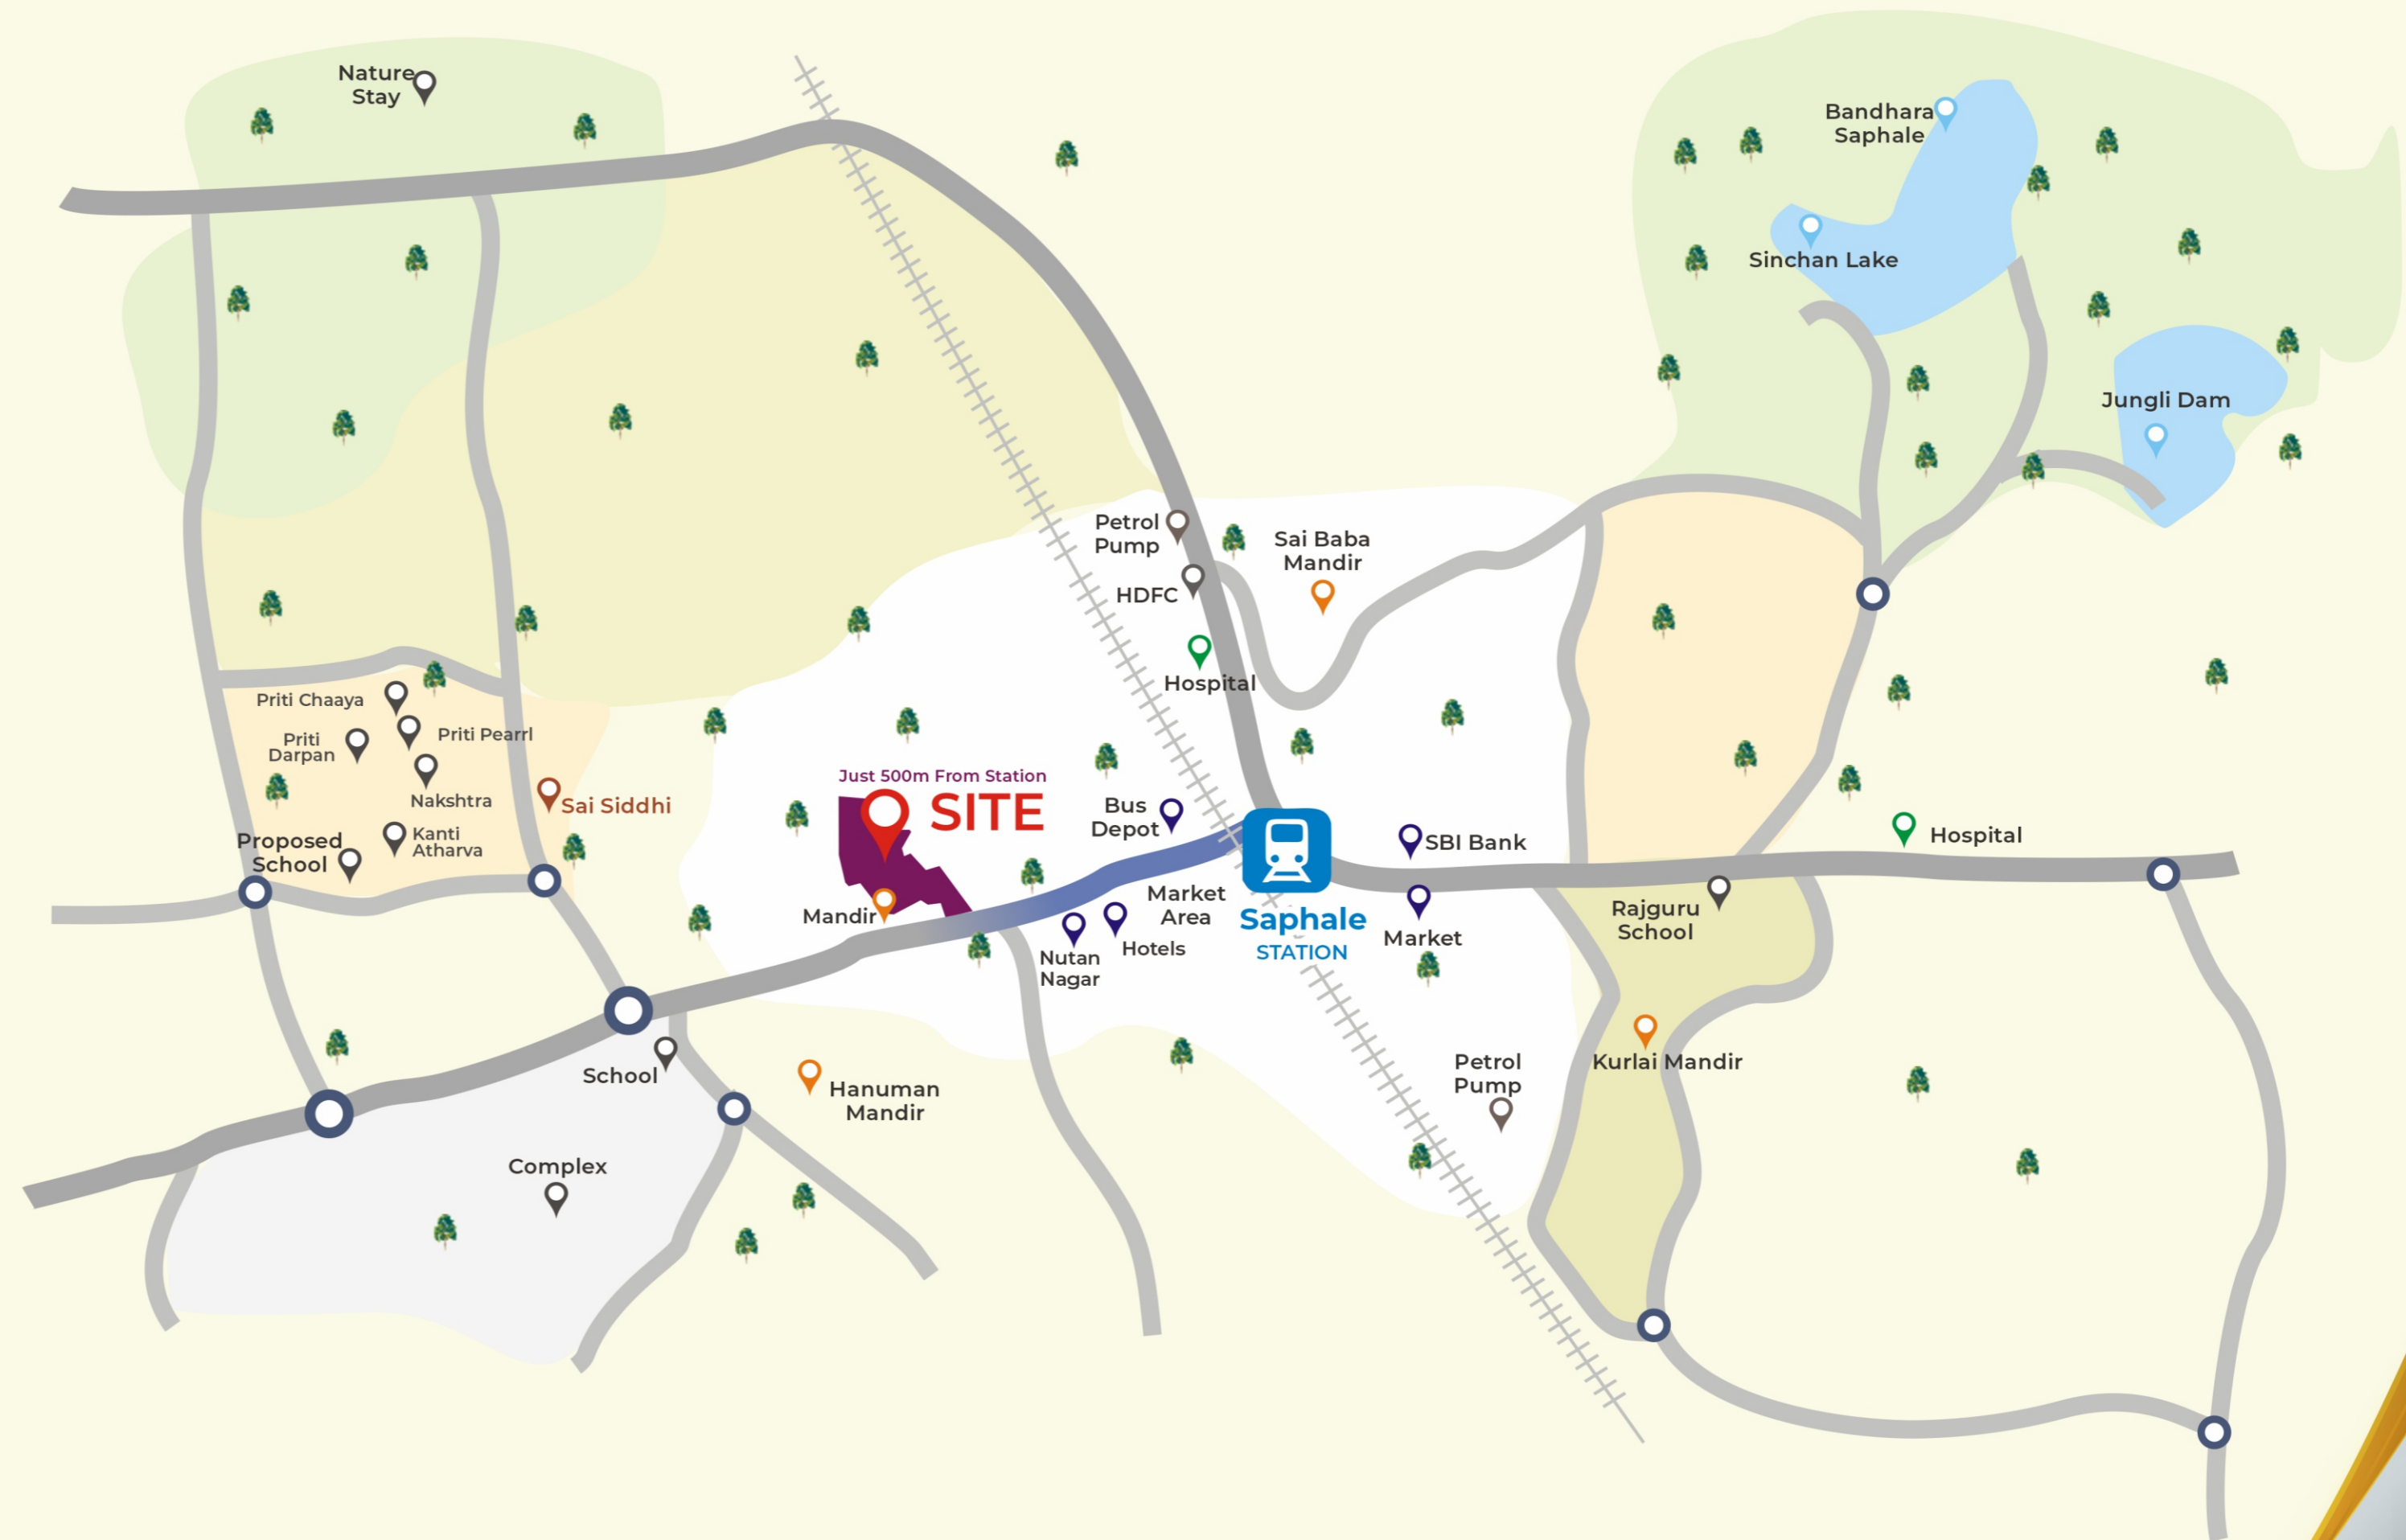 Nature
Stay
Bandhara
Saphale
Sinchan Lake
Jungli Dam
Petrol
Pump
Sai Baba
Mandir
HDFC
Hospital
Priti Chaaya
Priti Pearrl
Priti
Darpan
Nakshtra
Sai Siddhi
Kanti
Atharva
Proposed
School
Just 500m From Station
SITE
Mandir
Bus
Depot
Market
Area
Nutan
Nagar
Hotels
Saphale
STATION
SBI Bank
Market
Hospital
Rajguru
School
Kurlai Mandir
Petrol
Pump
School
Hanuman
Mandir
Complex